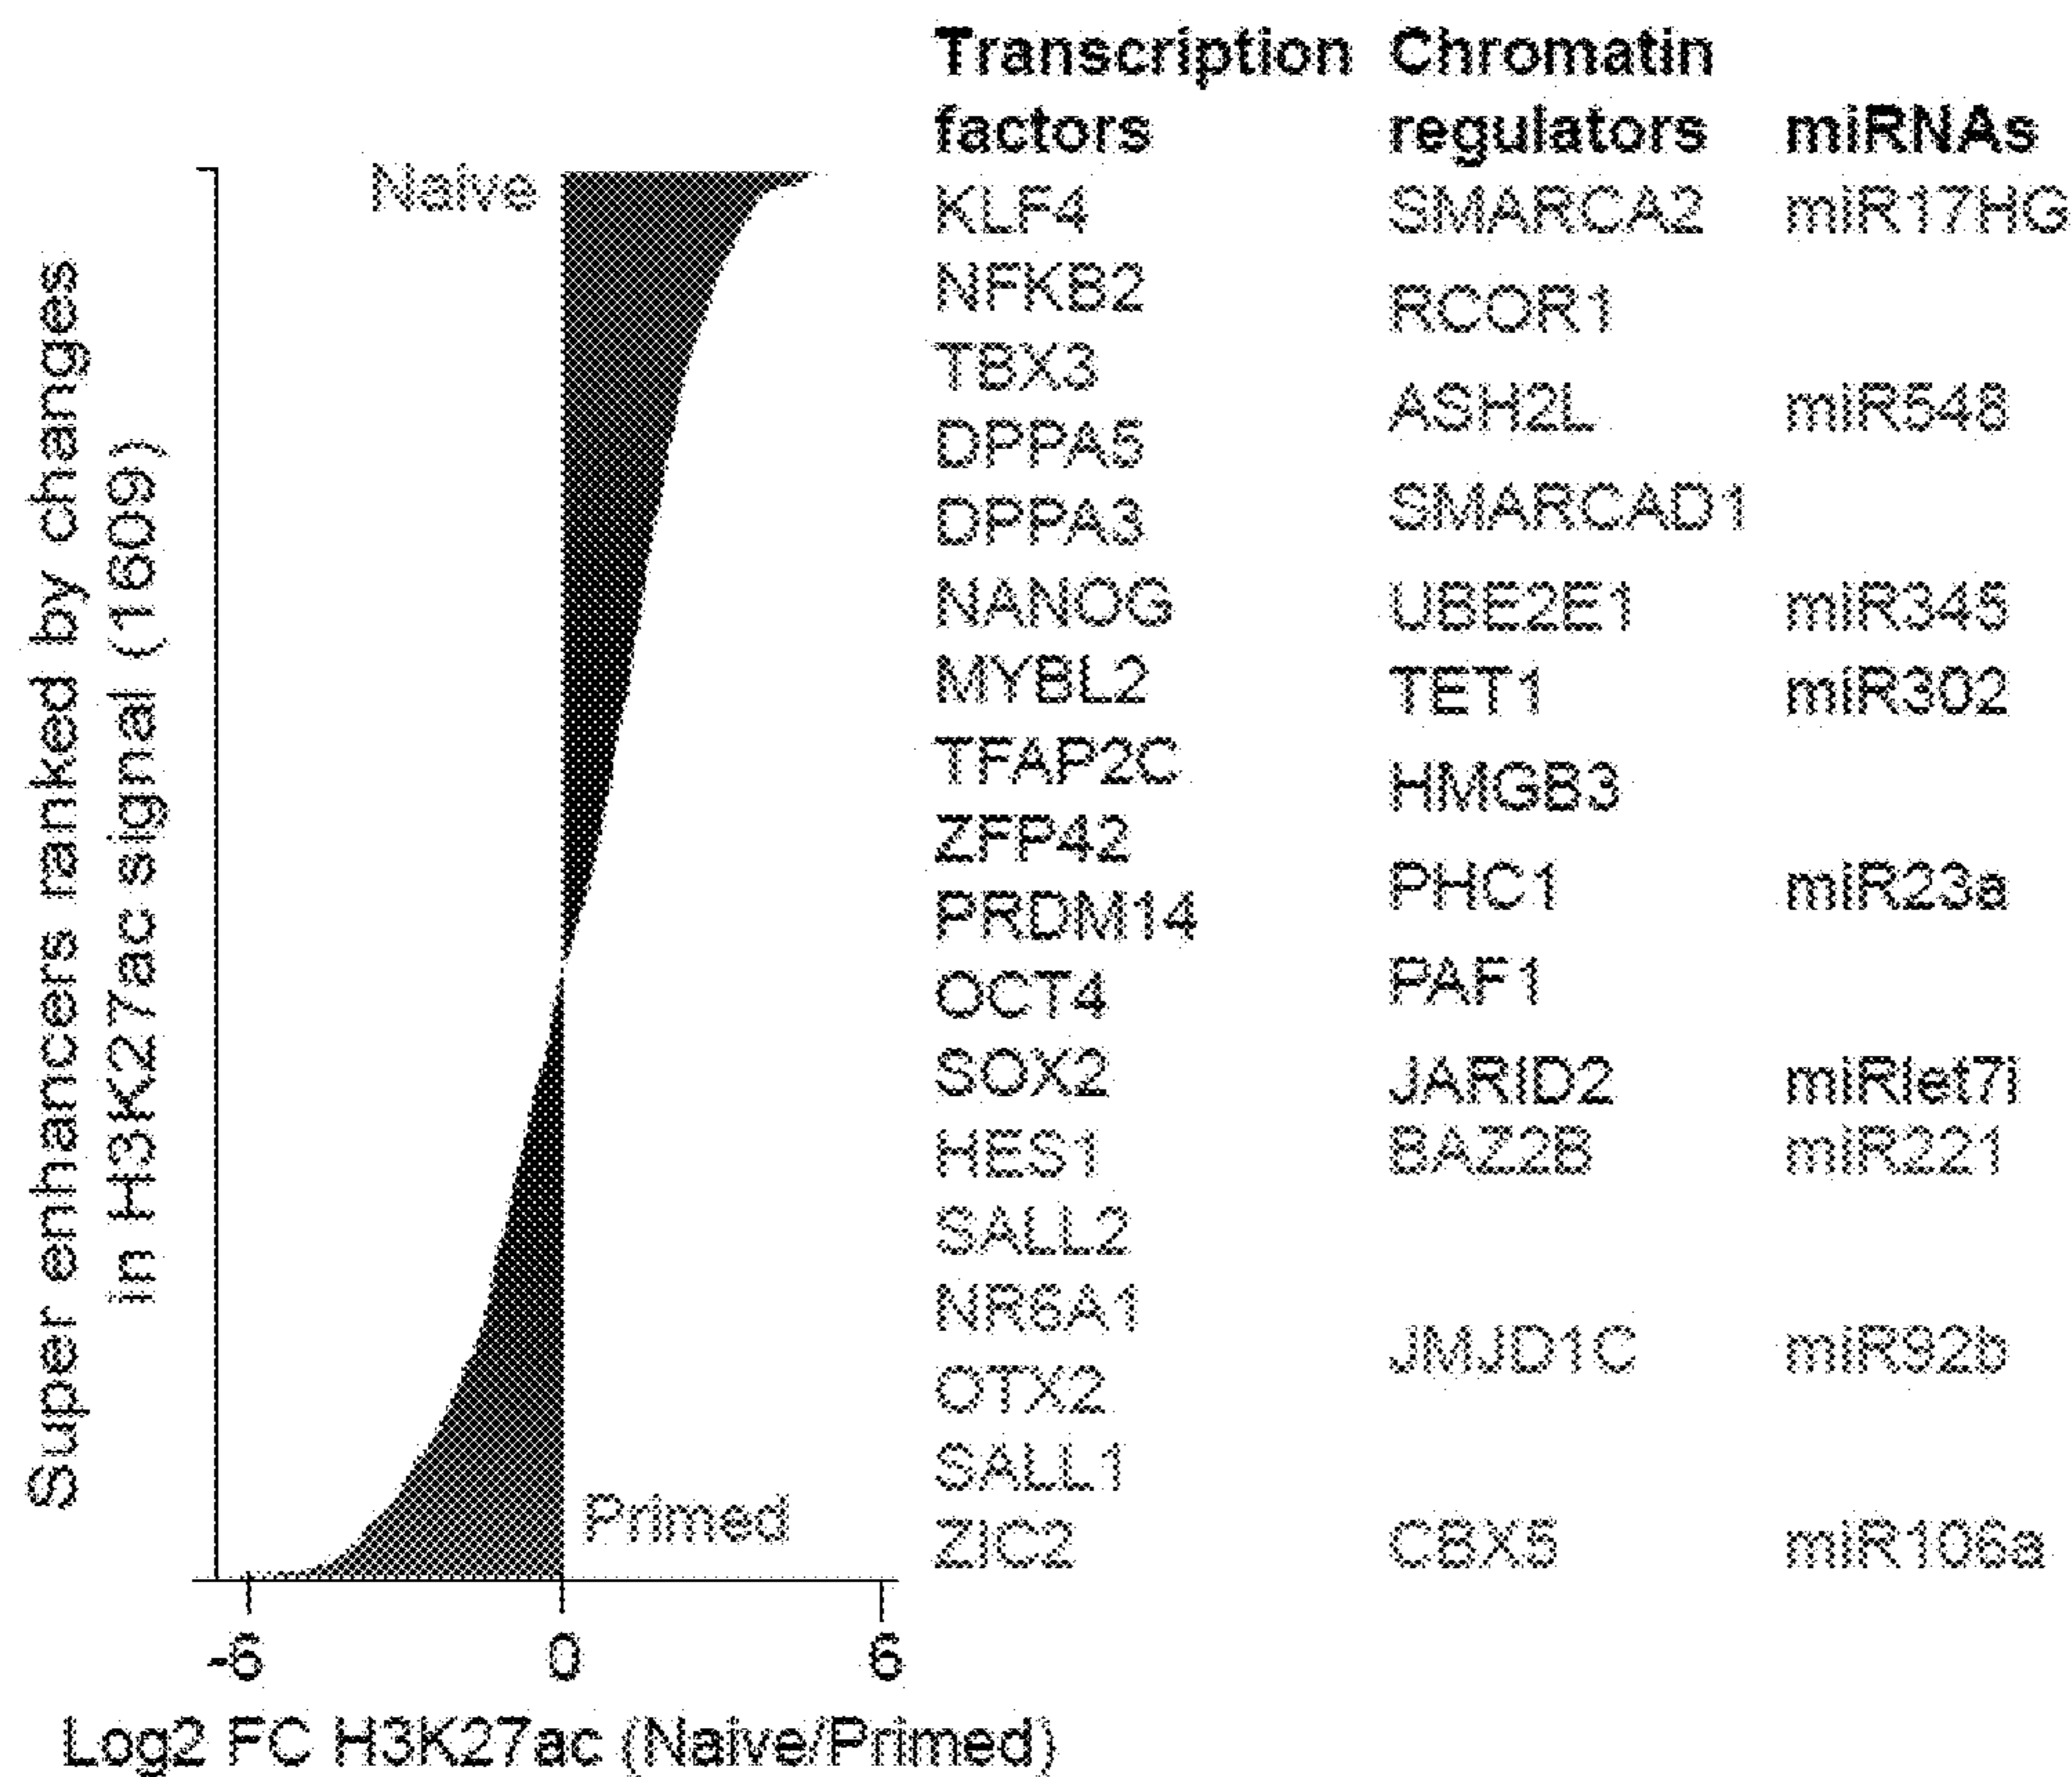 Transcription Chromatin
factors regulators miRNAs
Naive
KLF4 SMARCA2 miR17HG
NFKB2 RCOR1
TBX3
ASH2L miR548
DPPA5
DPPA3 SMARCAD1
NANOG UBE2E1 miR345
MYBL2 TET1 miR302
TFAP2C HMGB3
ZFP42
PRDM14 PHC1 miR23a
OCT4 PAF1
SOX2 JARID2 miRlet7i
HES1 BAZ2B miR221
SALL2
NR6A1
JMJD1C miR92b
OTX2
SALL1
Primed
ZIC2 CBX5 miR106a
Super enhancers ranked by changes
in H3K27ac signal (1609)
-6 0 6
Log2 FC H3K27ac (Naive/Primed)